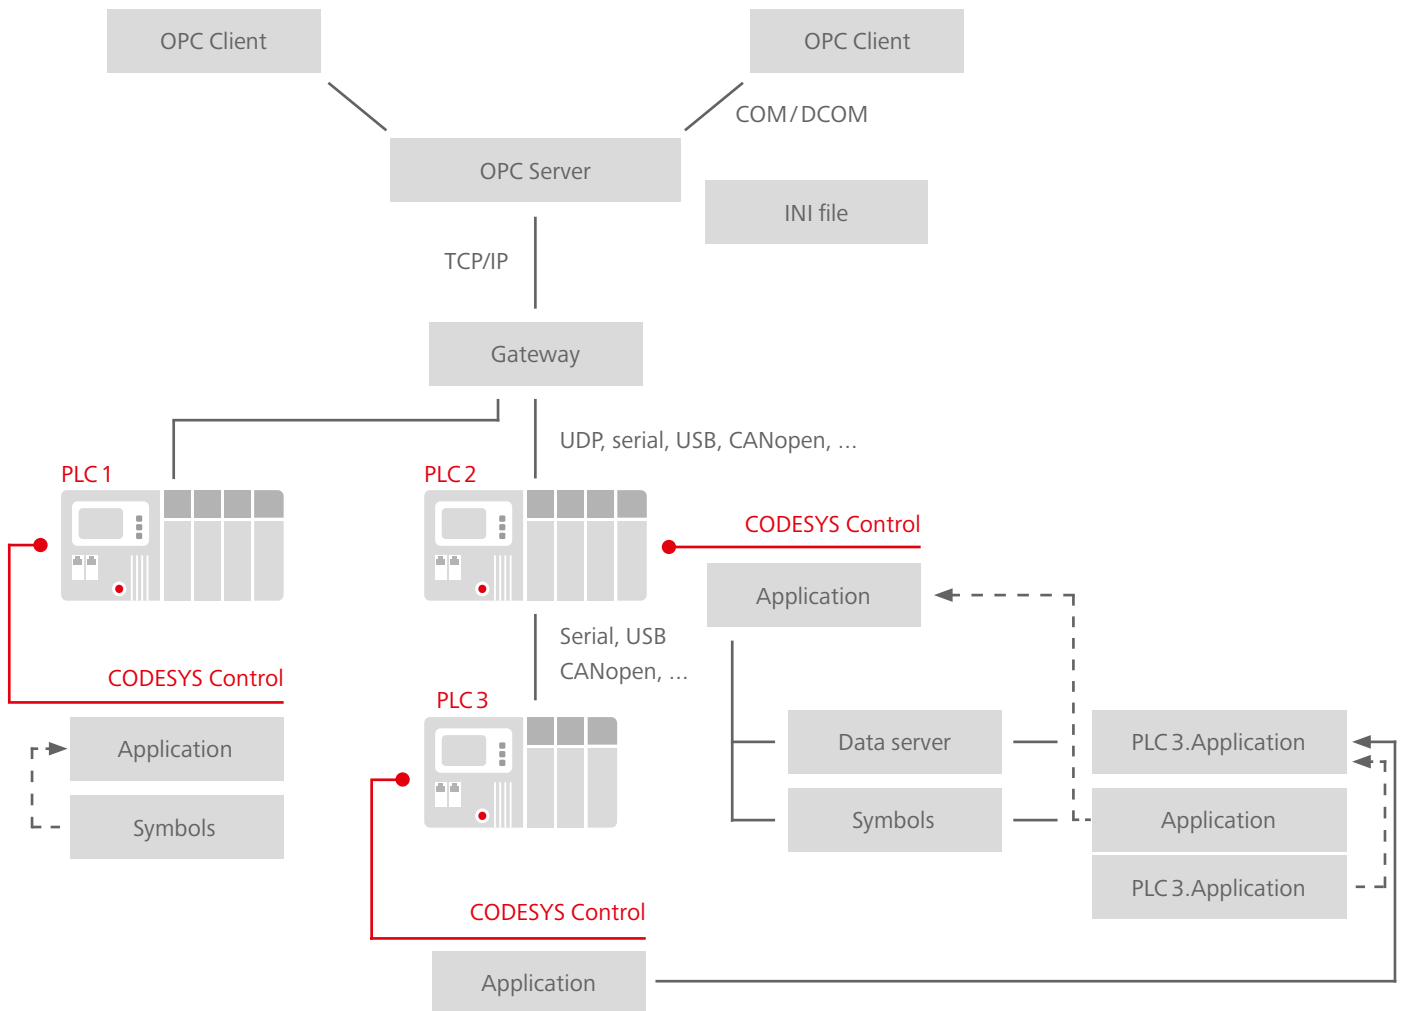 OPC Client
OPC Client
COM/DCOM
OPC Server
INI file
TCP/IP
Gateway
UDP, serial, USB, CANopen, ...
PLC 1
PLC 2
CODESYS Control
Application
Serial, USB
CANopen, ...
CODESYS Control
PLC 3
Application
Symbols
Data server
PLC 3.Application
Symbols
Application
PLC 3.Application
CODESYS Control
Application